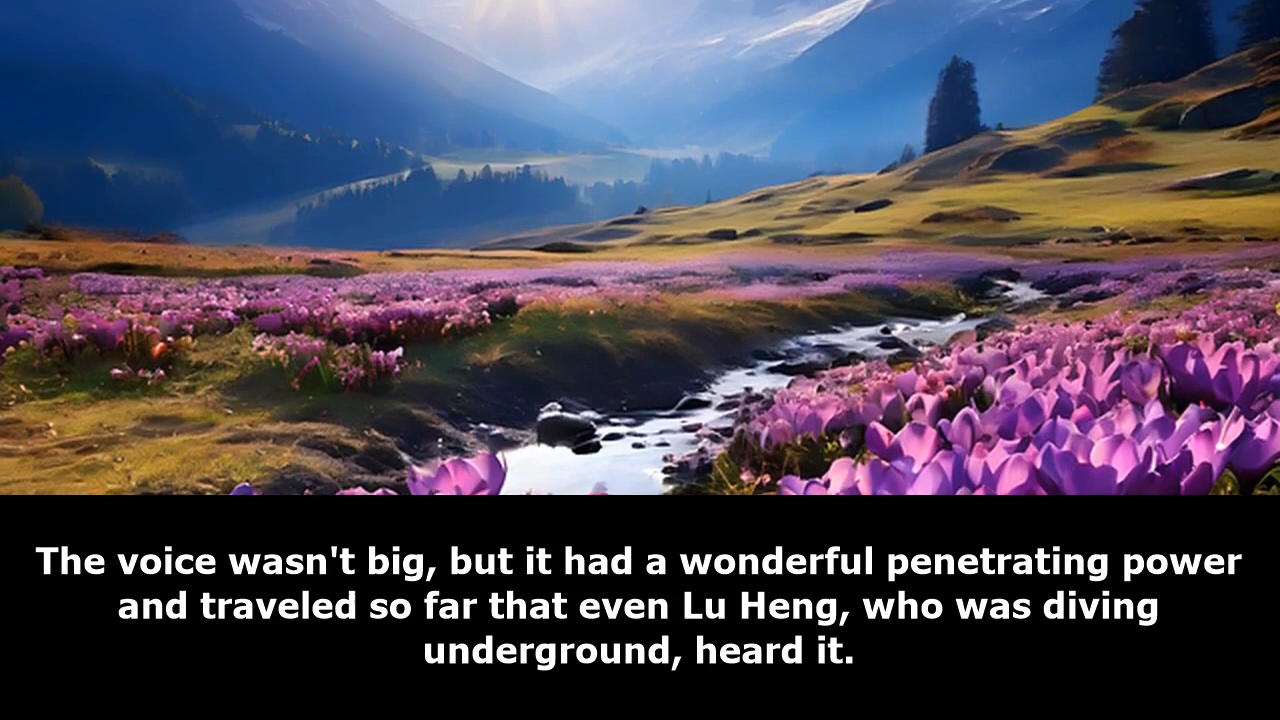 The voice wasn't big, but it had a wonderful penetrating power
and traveled so far that even Lu Heng, who was diving
underground, heard it.